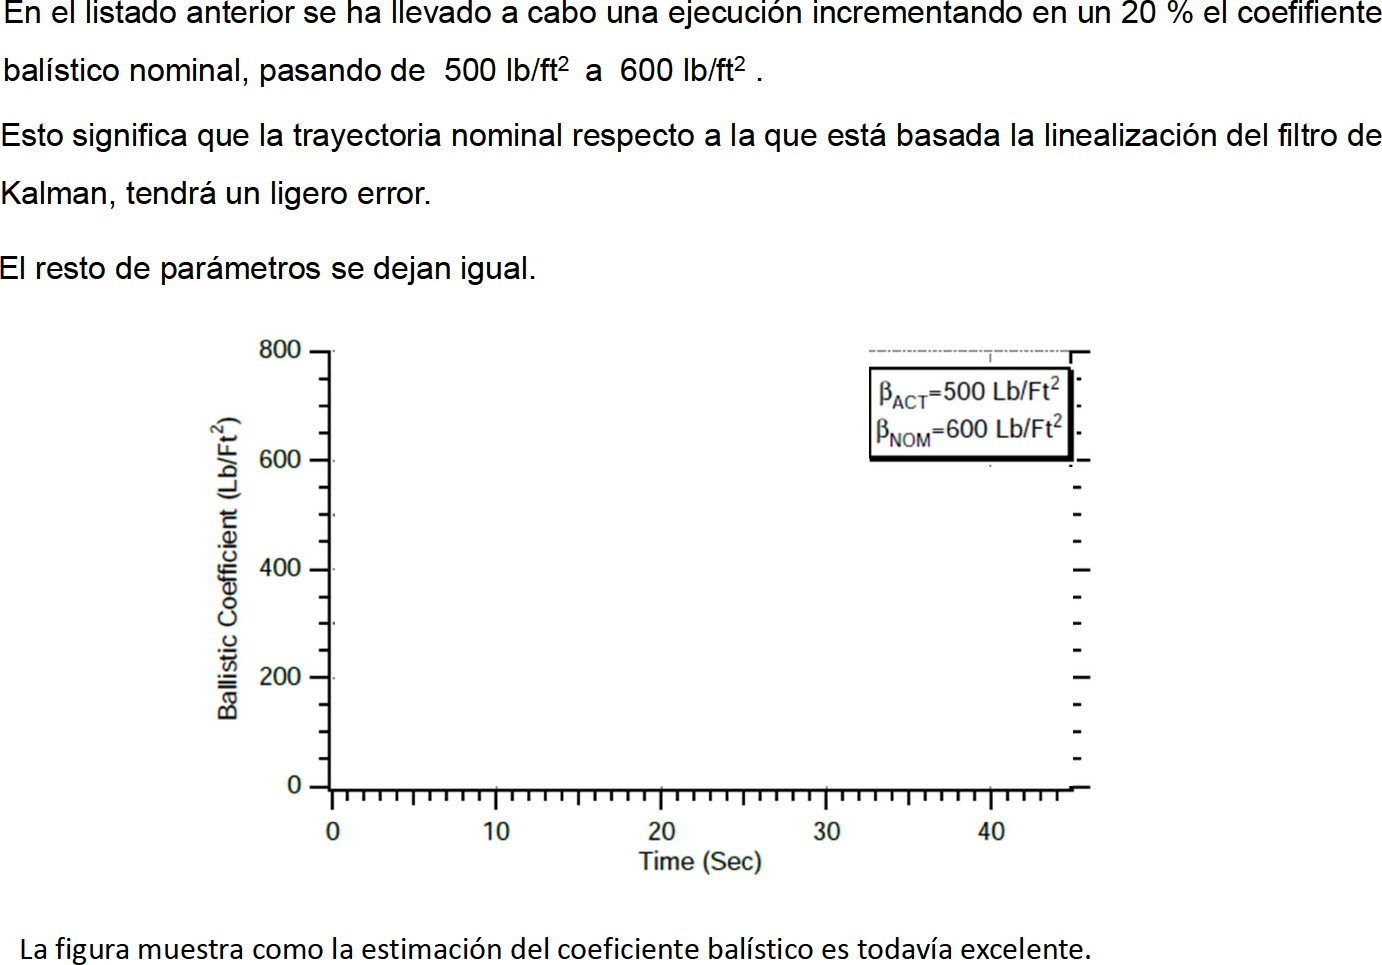 En el listado anterior se ha llevado a cabo una ejecución incrementando en un 20 % el coefifiente
balístico nominal, pasando de 500 lb/ft² a 600 lb/ft² .
Esto significa que la trayectoria nominal respecto a la que está basada la linealización del filtro de
Kalman, tendrá un ligero error.
El resto de parámetros se dejan igual.
800
600
400
200
0
Ballistic Coefficient (Lb/Ft²)
βACT=500 Lb/Ft²
βNOM=600 Lb/Ft²
0 10 20 30 40
Time (Sec)
La figura muestra como la estimación del coeficiente balístico es todavía excelente.